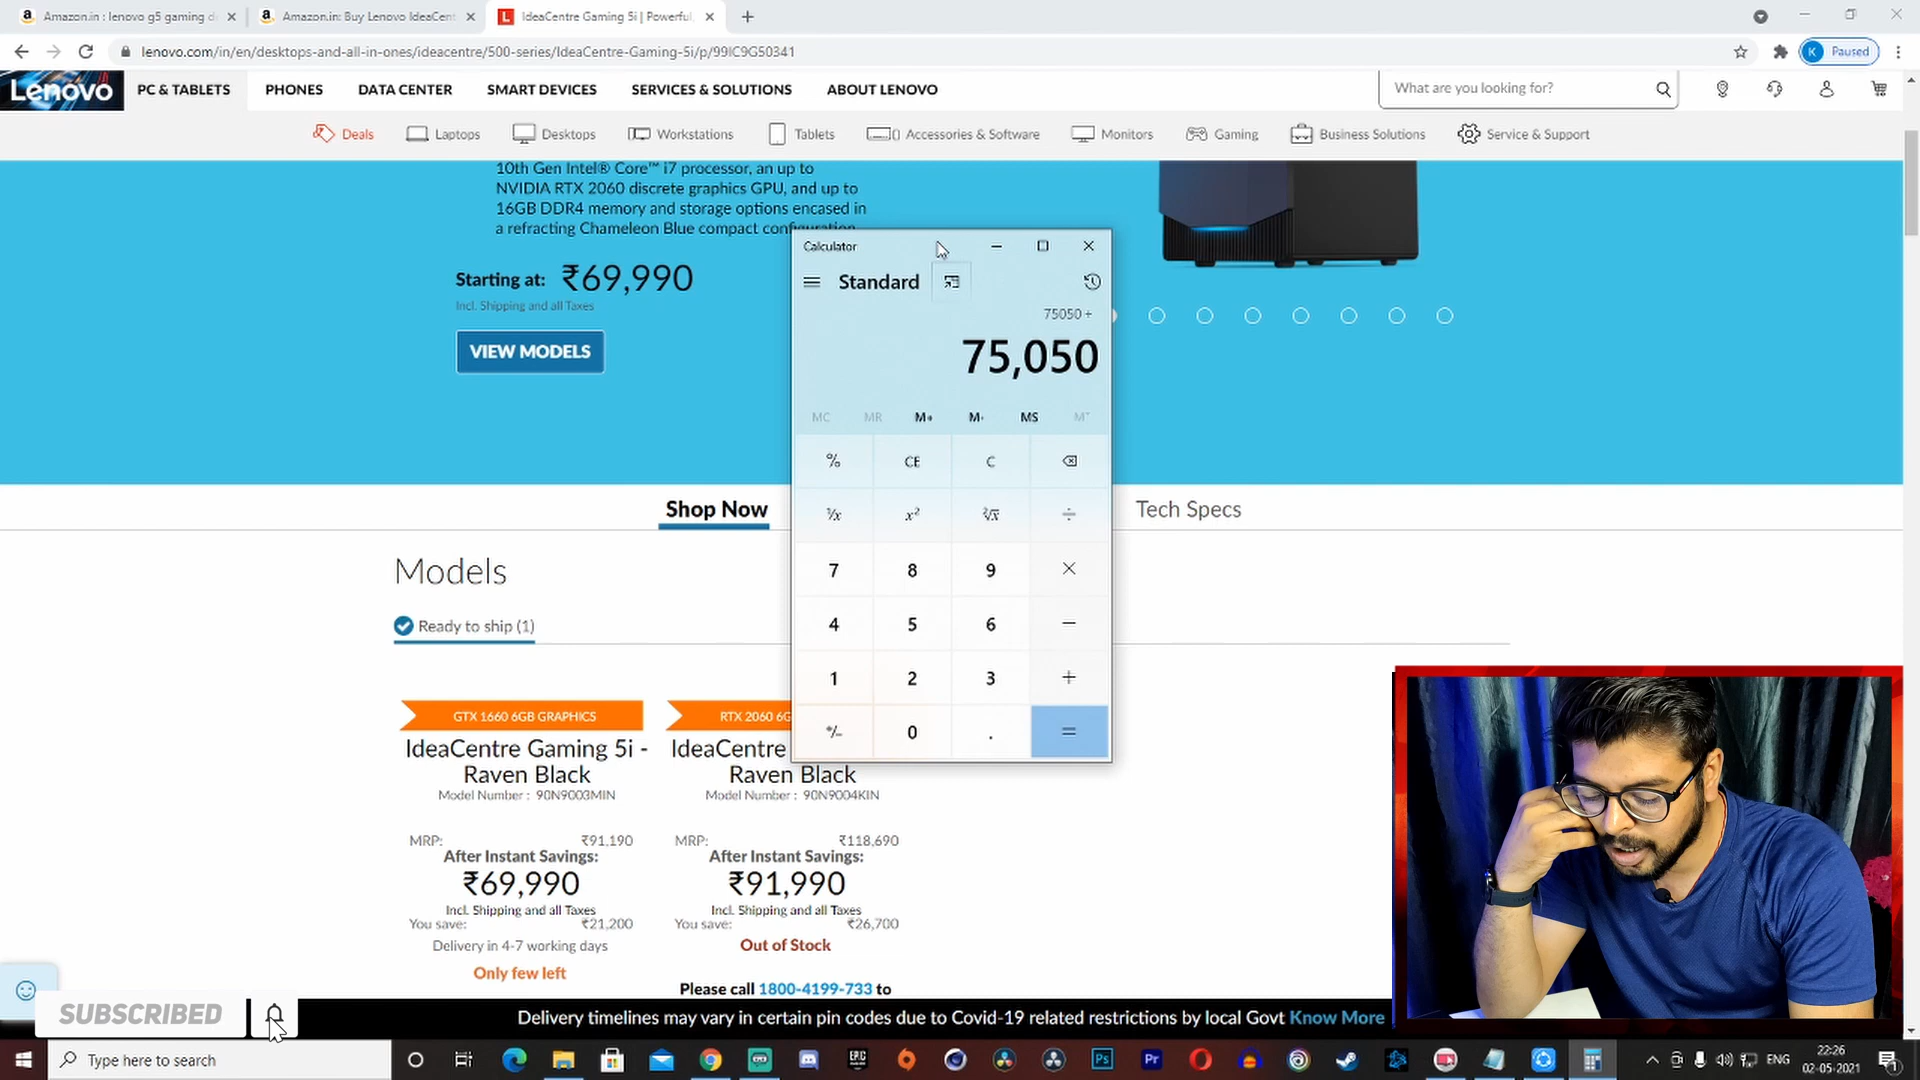 Amazon.in : lenovo g5 gaming d
Amazon.in: Buy Lenovo IdeaCent
IdeaCentre Gaming 5i | Powerful,
lenovo.com/in/en/desktops-and-all-in-ones/ideacentre/500-series/IdeaCentre-Gaming-5i/p/99IC9G50341
K Paused
Lenovo
PC & TABLETS PHONES DATA CENTER SMART DEVICES SERVICES & SOLUTIONS ABOUT LENOVO
What are you looking for?
Deals Laptops Desktops Workstations Tablets Accessories & Software Monitors Gaming Business Solutions Service & Support
10th Gen Intel® Core™ i7 processor, an up to
NVIDIA RTX 2060 discrete graphics GPU, and up to
16GB DDR4 memory and storage options encased in
a refracting Chameleon Blue compact configuration.
Starting at: ₹69,990
Incl. Shipping and all Taxes
VIEW MODELS
Calculator
Standard
75050 +
75,050
MC MR M+ M- MS M˅
% CE C
¹/x x² ²√x ÷
7 8 9 ×
4 5 6 −
1 2 3 +
+/− 0 . =
Shop Now
Tech Specs
Models
Ready to ship (1)
GTX 1660 6GB GRAPHICS
IdeaCentre Gaming 5i -
Raven Black
Model Number : 90N9003MIN
MRP: ₹91,190
After Instant Savings:
₹69,990
Incl. Shipping and all Taxes
You save: ₹21,200
Delivery in 4-7 working days
Only few left
RTX 2060 6G
IdeaCentre
Raven Black
Model Number : 90N9004KIN
MRP: ₹118,690
After Instant Savings:
₹91,990
Incl. Shipping and all Taxes
You save: ₹26,700
Out of Stock
Please call 1800-4199-733 to
SUBSCRIBED
Delivery timelines may vary in certain pin codes due to Covid-19 related restrictions by local Govt Know More
Type here to search
EPIC
Ps
Pr
ENG
22:26
02-05-2021
1